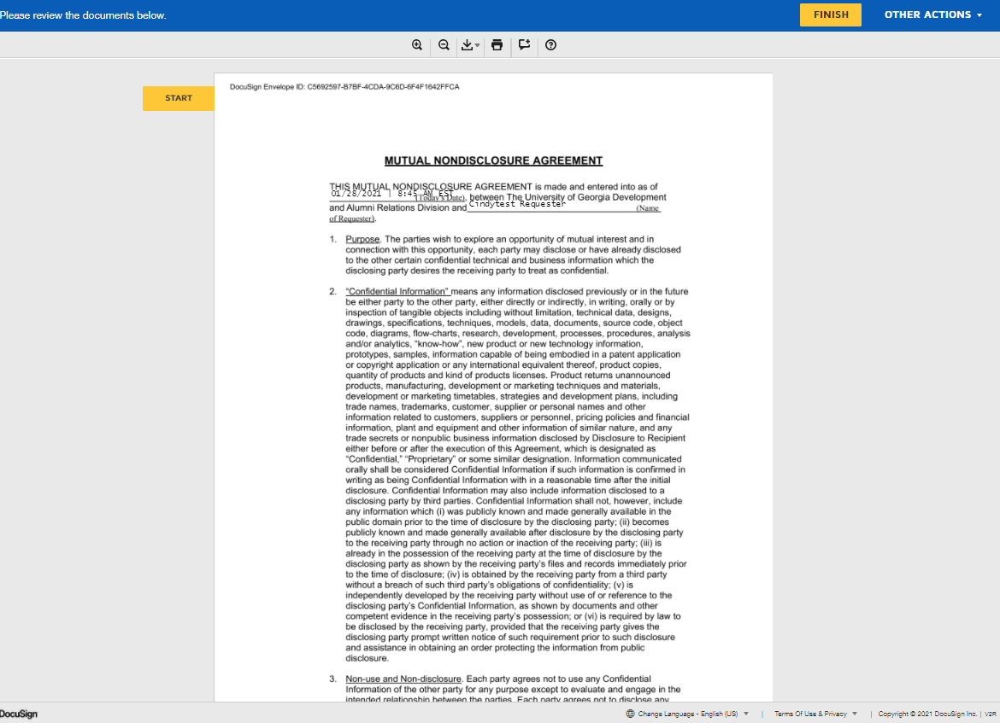 Please review the documents below.
FINISH
OTHER ACTIONS
START
DocuSign Envelope ID: C5692597-B7BF-4CDA-9C6D-6F4F1642FFCA
MUTUAL NONDISCLOSURE AGREEMENT
THIS MUTUAL NONDISCLOSURE AGREEMENT is made and entered into as of
01/28/2021 | 8:45 AM EST
(Today's Date), between The University of Georgia Development
Cindytest Requester
and Alumni Relations Division and (Name
of Requester).
1. Purpose. The parties wish to explore an opportunity of mutual interest and in
connection with this opportunity, each party may disclose or have already disclosed
to the other certain confidential technical and business information which the
disclosing party desires the receiving party to treat as confidential.
2. “Confidential Information” means any information disclosed previously or in the future
be either party to the other party, either directly or indirectly, in writing, orally or by
inspection of tangible objects including without limitation, technical data, designs,
drawings, specifications, techniques, models, data, documents, source code, object
code, diagrams, flow-charts, research, development, processes, procedures, analysis
and/or analytics, “know-how”, new product or new technology information,
prototypes, samples, information capable of being embodied in a patent application
or copyright application or any international equivalent thereof, product copies,
quantity of products and kind of products licenses. Product returns unannounced
products, manufacturing, development or marketing techniques and materials,
development or marketing timetables, strategies and development plans, including
trade names, trademarks, customer, supplier or personal names and other
information related to customers, suppliers or personnel, pricing policies and financial
information, plant and equipment and other information of similar nature, and any
trade secrets or nonpublic business information disclosed by Disclosure to Recipient
either before or after the execution of this Agreement, which is designated as
“Confidential,” “Proprietary” or some similar designation. Information communicated
orally shall be considered Confidential Information if such information is confirmed in
writing as being Confidential Information with in a reasonable time after the initial
disclosure. Confidential Information may also include information disclosed to a
disclosing party by third parties. Confidential Information shall not, however, include
any information which (i) was publicly known and made generally available in the
public domain prior to the time of disclosure by the disclosing party; (ii) becomes
publicly known and made generally available after disclosure by the disclosing party
to the receiving party through no action or inaction of the receiving party; (iii) is
already in the possession of the receiving party at the time of disclosure by the
disclosing party as shown by the receiving party's files and records immediately prior
to the time of disclosure; (iv) is obtained by the receiving party from a third party
without a breach of such third party's obligations of confidentiality; (v) is
independently developed by the receiving party without use of or reference to the
disclosing party's Confidential Information, as shown by documents and other
competent evidence in the receiving party's possession; or (vi) is required by law to
be disclosed by the receiving party, provided that the receiving party gives the
disclosing party prompt written notice of such requirement prior to such disclosure
and assistance in obtaining an order protecting the information from public
disclosure.
3. Non-use and Non-disclosure. Each party agrees not to use any Confidential
Information of the other party for any purpose except to evaluate and engage in the
intended relationship between the parties. Each party agrees not to disclose any
DocuSign
Change Language - English (US) | Terms Of Use & Privacy | Copyright © 2021 DocuSign Inc. | V2R